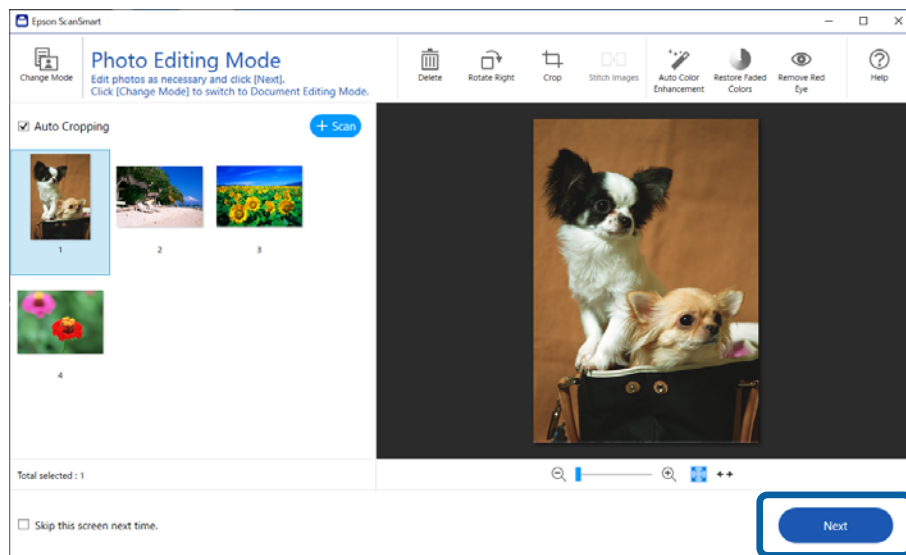 Epson ScanSmart
Change Mode
Photo Editing Mode
Edit photos as necessary and click [Next].
Click [Change Mode] to switch to Document Editing Mode.
Delete
Rotate Right
Crop
Stitch Images
Auto Color
Enhancement
Restore Faded
Colors
Remove Red
Eye
Help
Auto Cropping
+ Scan
1
2
3
4
Total selected : 1
Skip this screen next time.
Next